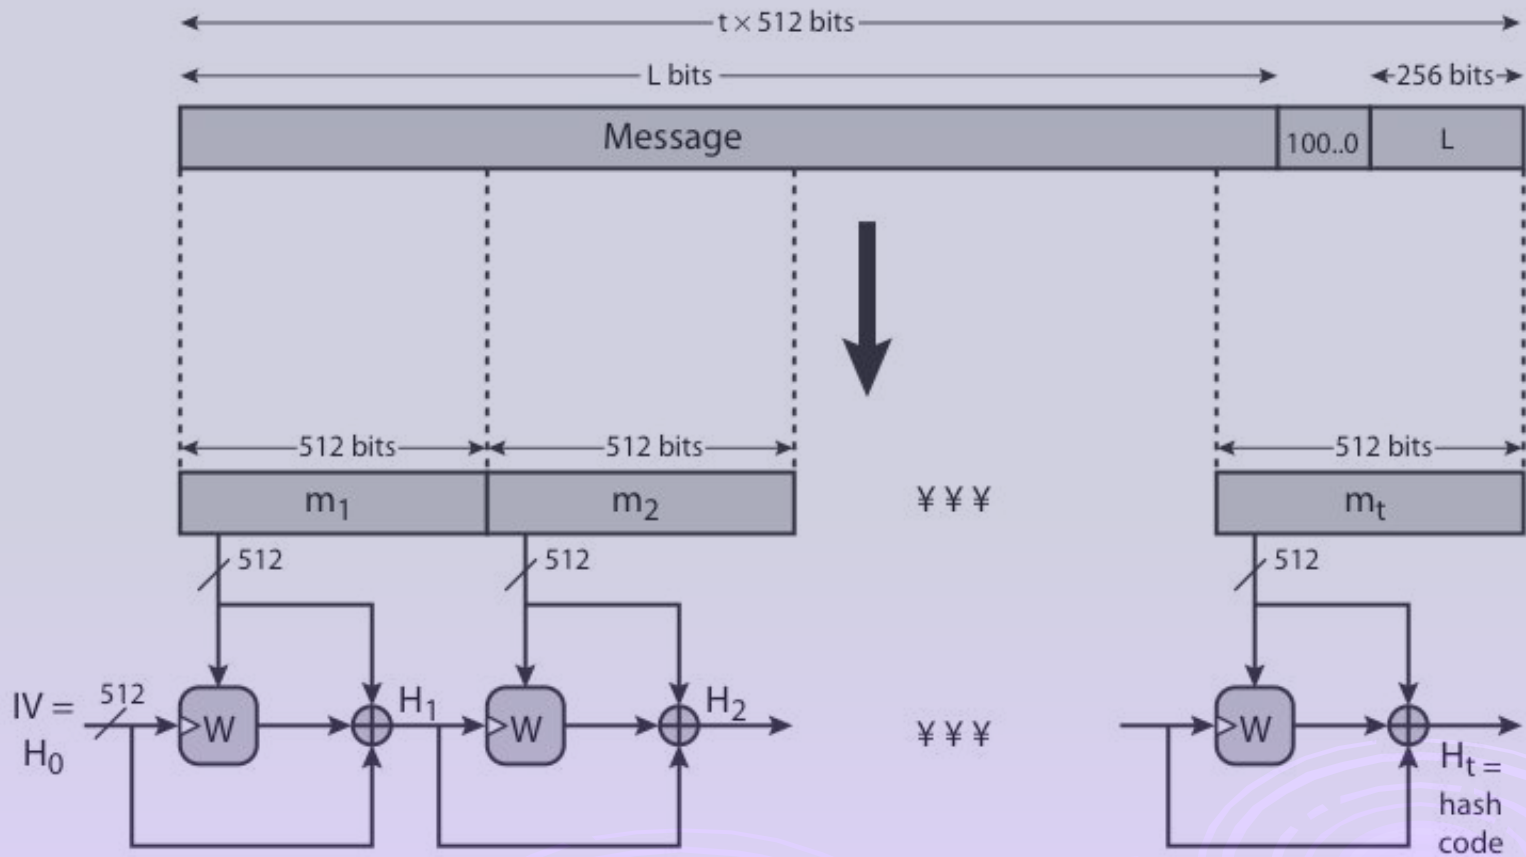 t × 512 bits
L bits
256 bits
Message
100..0
L
512 bits
512 bits
512 bits
m₁
m₂
¥ ¥ ¥
mₜ
512
512
512
IV =
H₀
512
W
H₁
W
H₂
¥ ¥ ¥
W
Hₜ =
hash
code